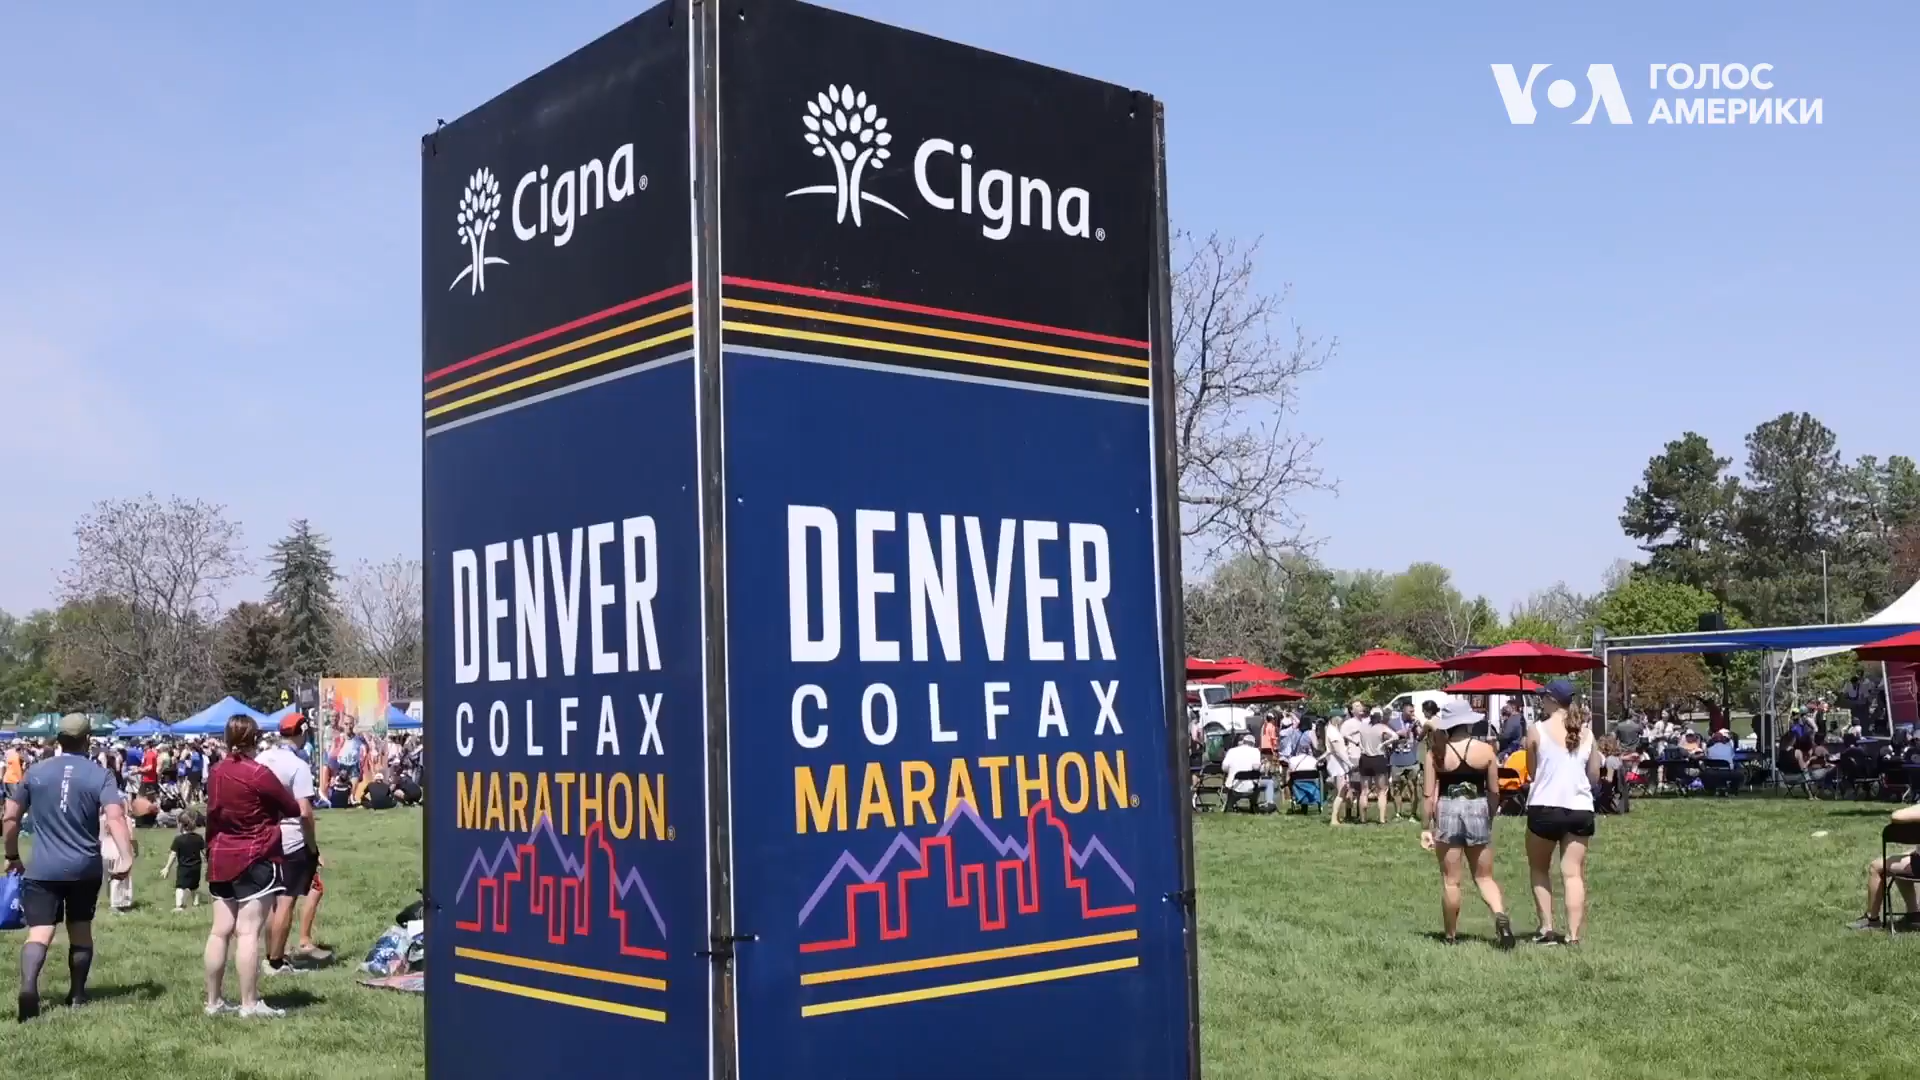 VOA ГОЛОС
АМЕРИКИ
Cigna®
Cigna®
DENVER
COLFAX
MARATHON®
DENVER
COLFAX
MARATHON®